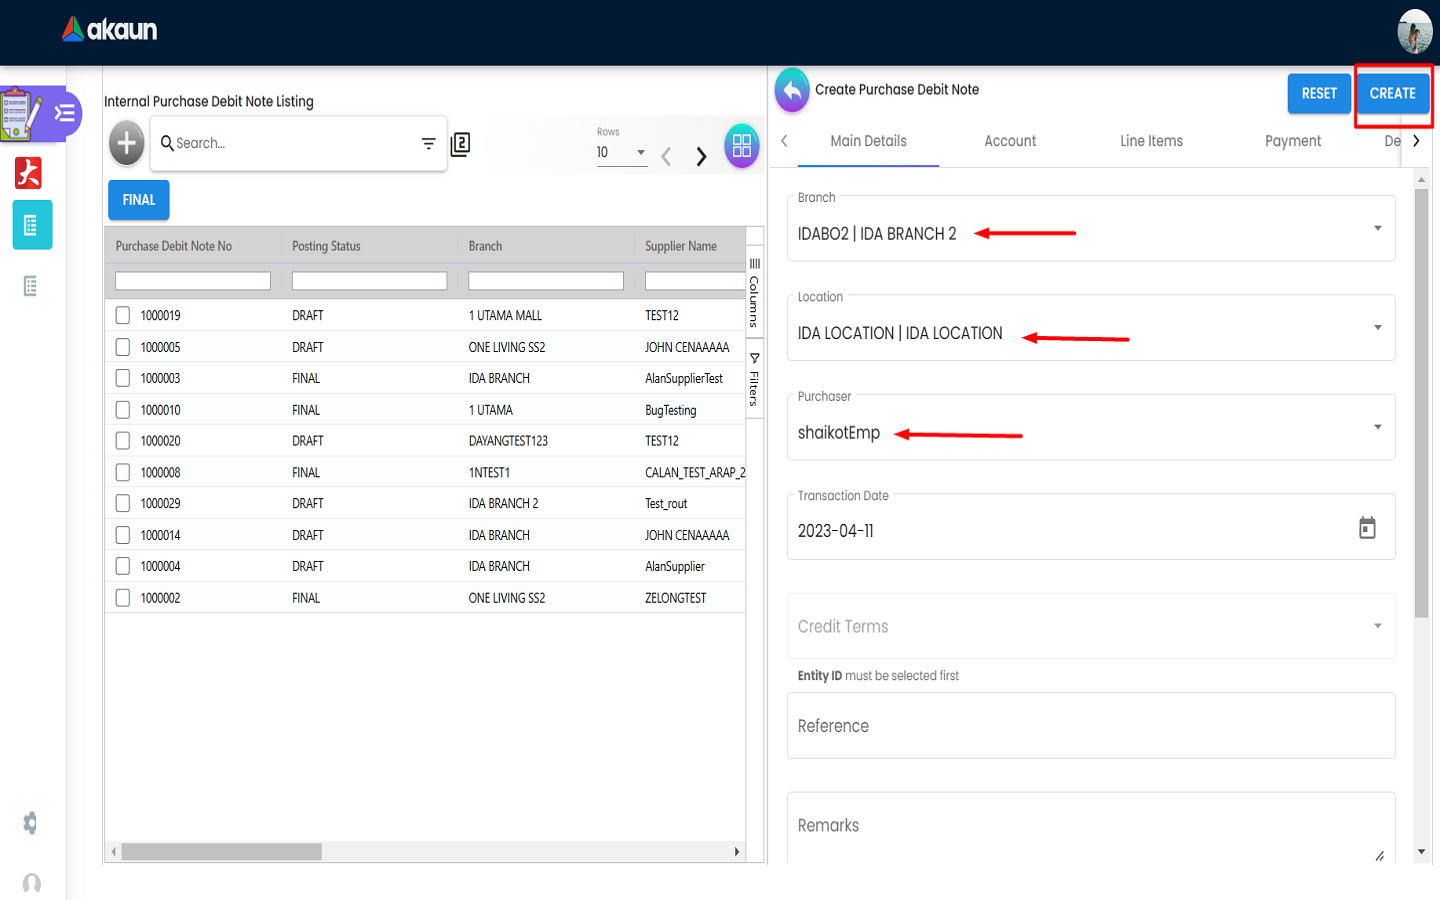 akaun
Internal Purchase Debit Note Listing
Search...
2
Rows
10
FINAL
Purchase Debit Note No Posting Status Branch Supplier Name
1000019 DRAFT 1 UTAMA MALL TEST12
1000005 DRAFT ONE LIVING SS2 JOHN CENAAAAA
1000003 FINAL IDA BRANCH AlanSupplierTest
1000010 FINAL 1 UTAMA BugTesting
1000020 DRAFT DAYANGTEST123 TEST12
1000008 FINAL 1NTEST1 CALAN_TEST_ARAP_2
1000029 DRAFT IDA BRANCH 2 Test_rout
1000014 DRAFT IDA BRANCH JOHN CENAAAAA
1000004 DRAFT IDA BRANCH AlanSupplier
1000002 FINAL ONE LIVING SS2 ZELONGTEST
Columns
Filters
Create Purchase Debit Note
RESET CREATE
Main Details Account Line Items Payment De
Branch
IDABO2 | IDA BRANCH 2
Location
IDA LOCATION | IDA LOCATION
Purchaser
shaikotEmp
Transaction Date
2023-04-11
Credit Terms
Entity ID must be selected first
Reference
Remarks